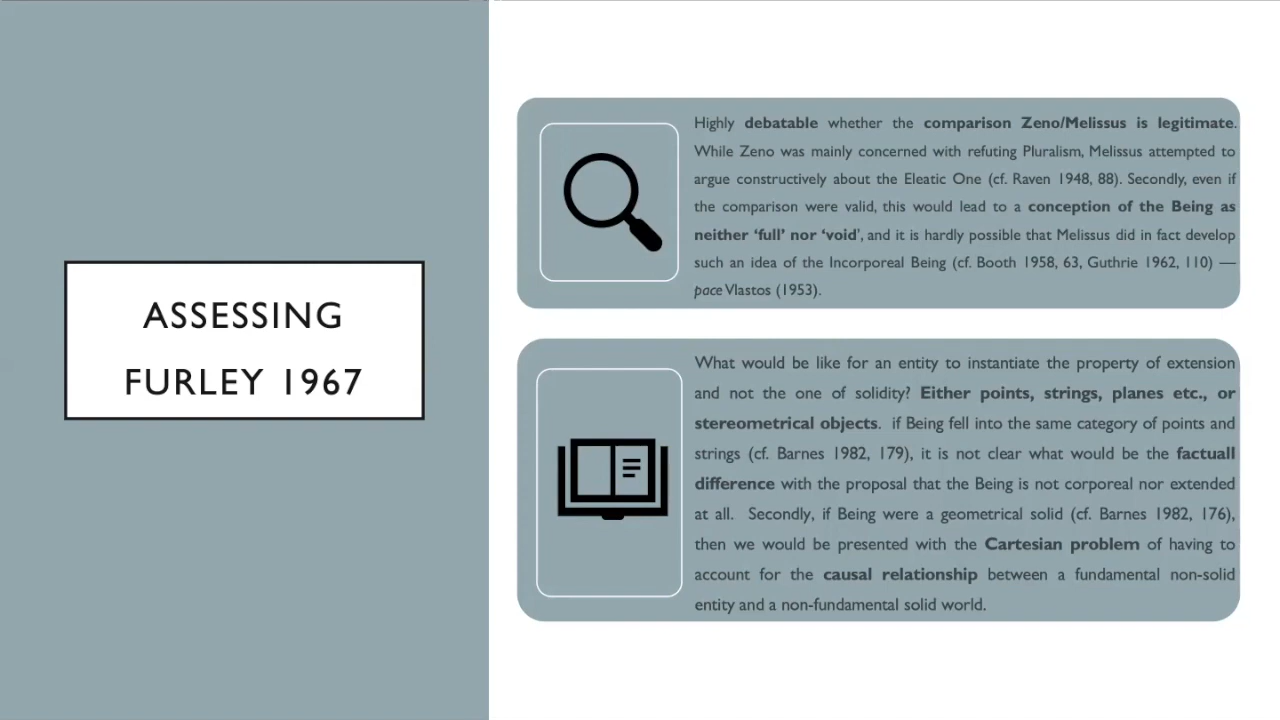 ASSESSING
FURLEY 1967
Highly debatable whether the comparison Zeno/Melissus is legitimate.
While Zeno was mainly concerned with refuting Pluralism, Melissus attempted to
argue constructively about the Eleatic One (cf. Raven 1948, 88). Secondly, even if
the comparison were valid, this would lead to a conception of the Being as
neither ‘full’ nor ‘void’, and it is hardly possible that Melissus did in fact develop
such an idea of the Incorporeal Being (cf. Booth 1958, 63, Guthrie 1962, 110) —
pace Vlastos (1953).
What would be like for an entity to instantiate the property of extension
and not the one of solidity? Either points, strings, planes etc., or
stereometrical objects. if Being fell into the same category of points and
strings (cf. Barnes 1982, 179), it is not clear what would be the factuall
difference with the proposal that the Being is not corporeal nor extended
at all. Secondly, if Being were a geometrical solid (cf. Barnes 1982, 176),
then we would be presented with the Cartesian problem of having to
account for the causal relationship between a fundamental non-solid
entity and a non-fundamental solid world.